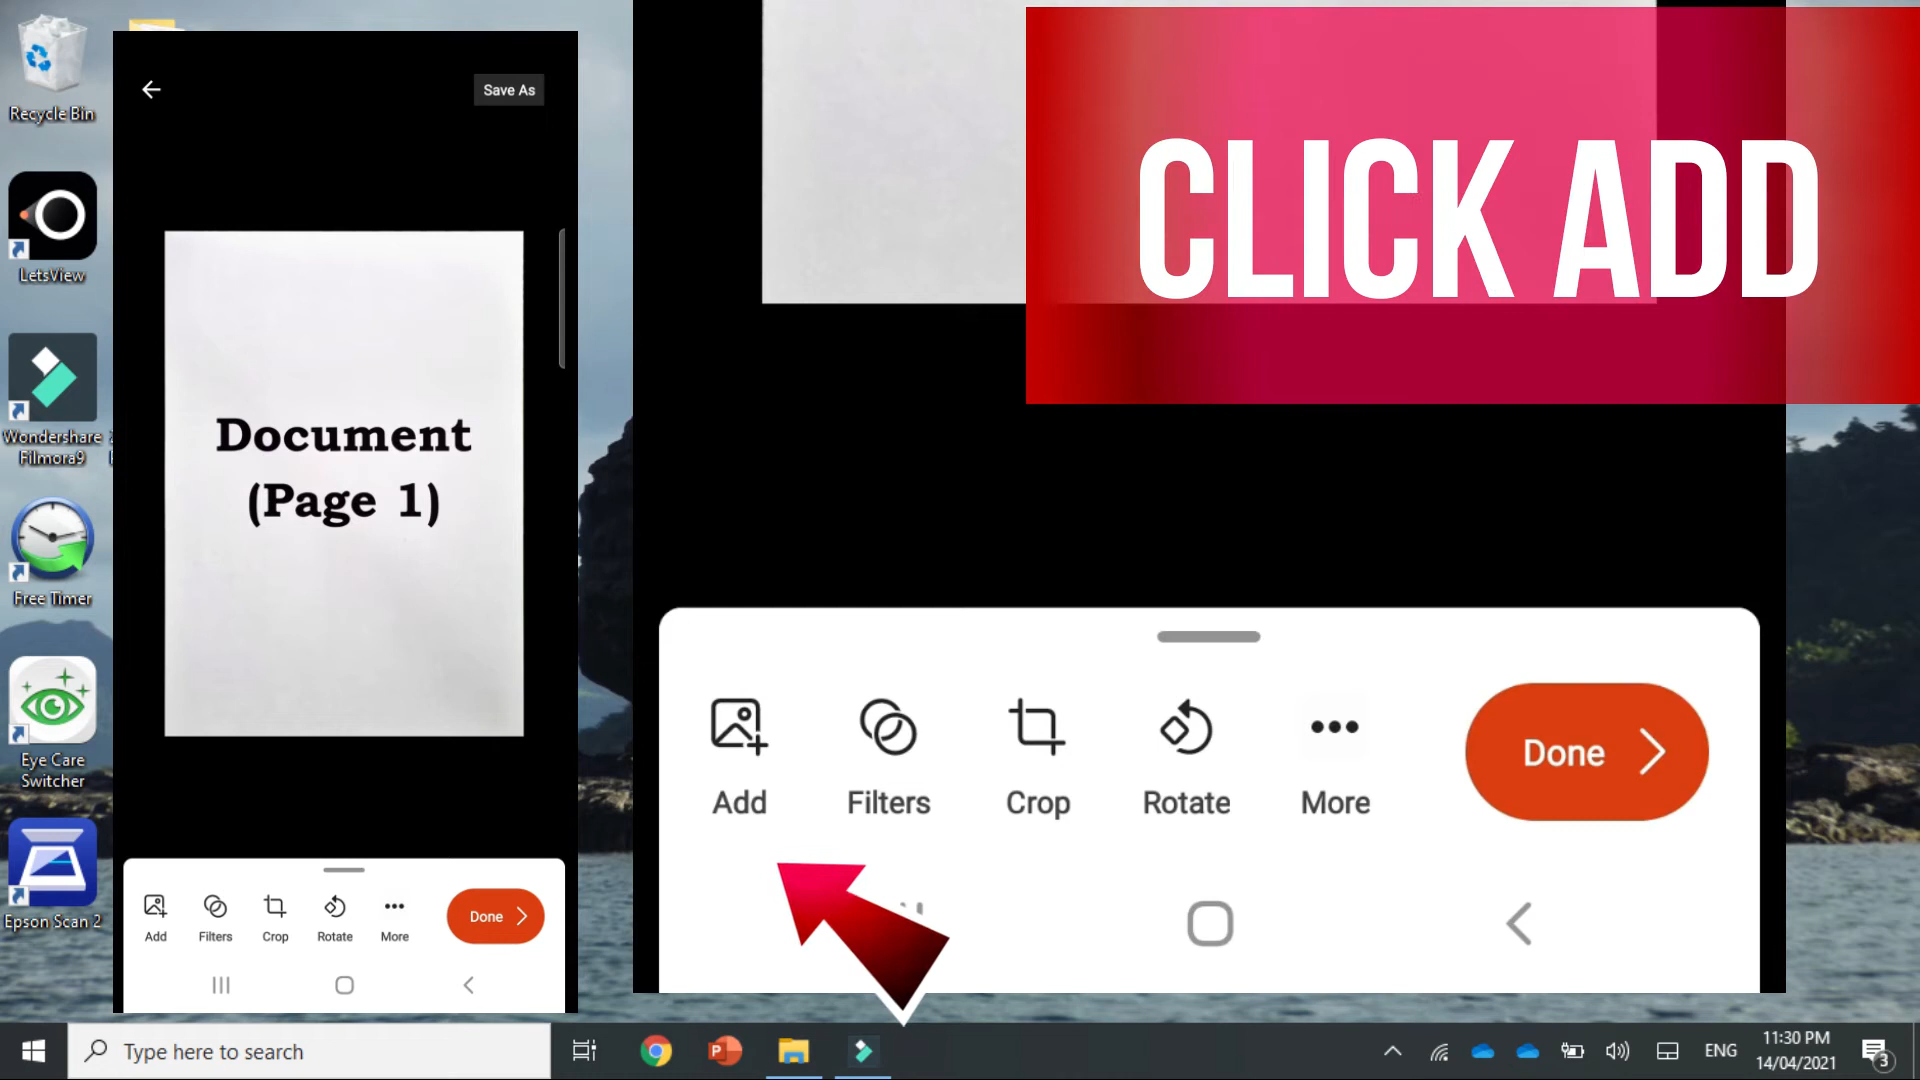 Recycle Bin
LetsView
Wondershare
Filmora9
Free Timer
Eye Care
Switcher
Epson Scan 2
Save As
Document
(Page 1)
Add
Filters
Crop
Rotate
More
Done
CLICK ADD
Add
Filters
Crop
Rotate
More
Done
Type here to search
P
ENG
11:30 PM
14/04/2021
3